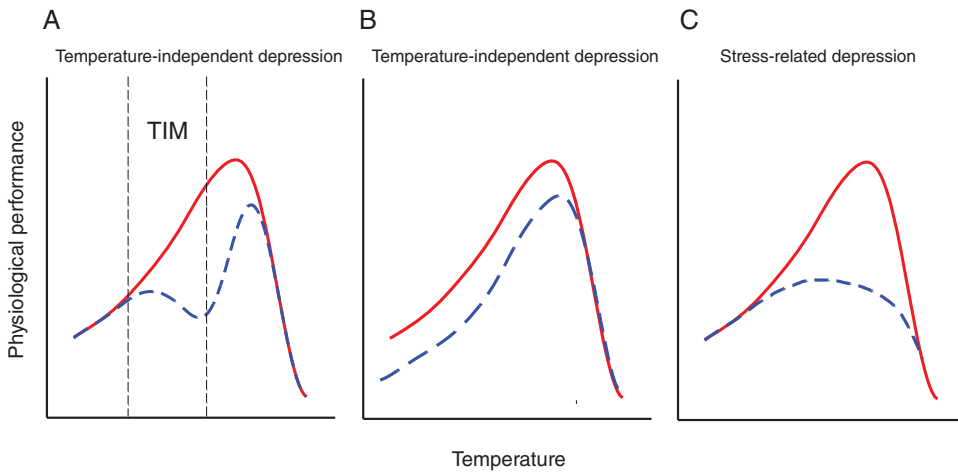 A
B
C
Temperature-independent depression
Temperature-independent depression
Stress-related depression
TIM
Physiological performance
Temperature